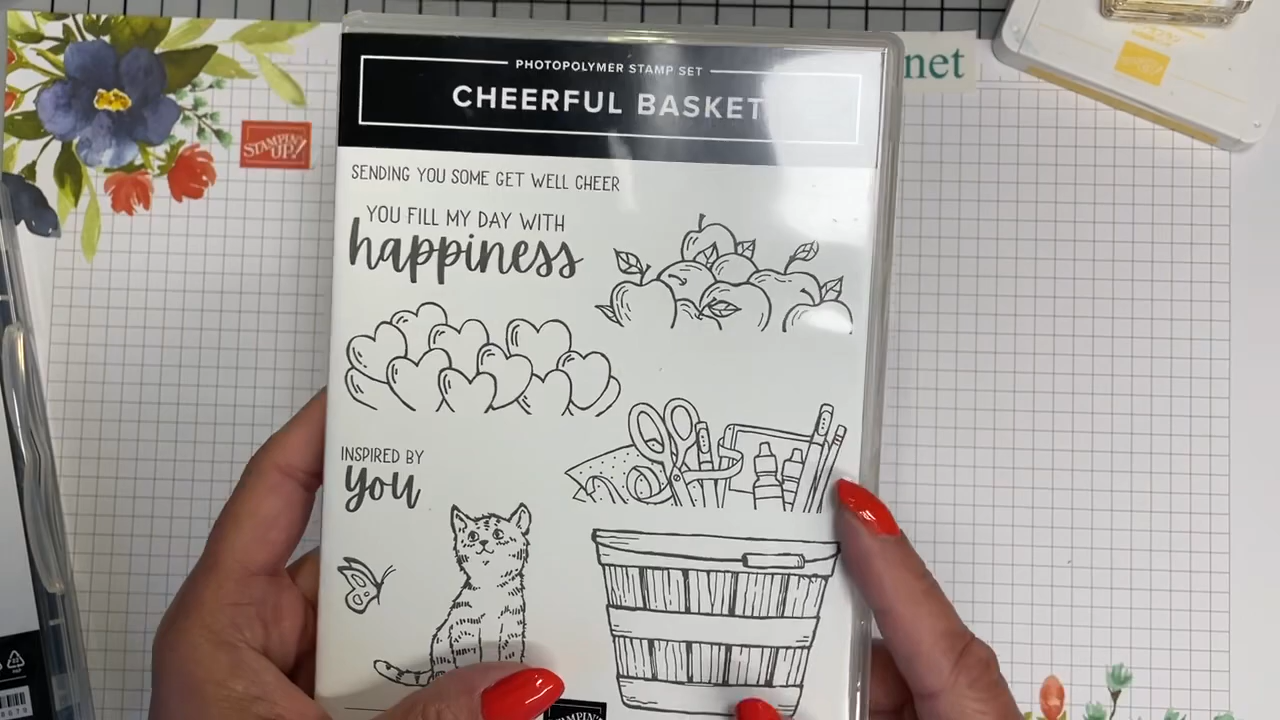 PHOTOPOLYMER STAMP SET
CHEERFUL BASKET
net
STAMPIN' UP!
SENDING YOU SOME GET WELL CHEER
YOU FILL MY DAY WITH
happiness
INSPIRED BY
you
STAMPIN'